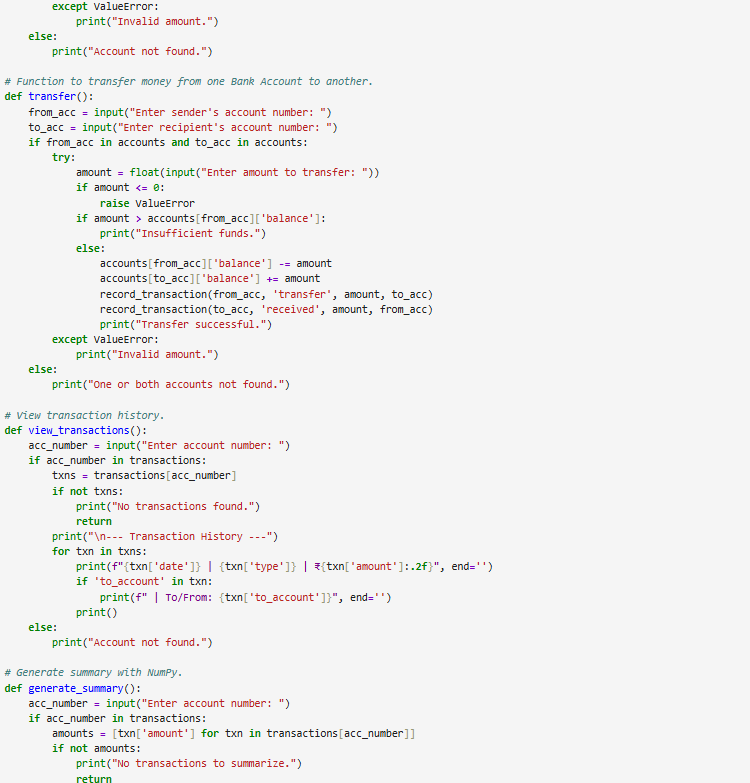 except ValueError:
            print("Invalid amount.")
    else:
        print("Account not found.")

# Function to transfer money from one Bank Account to another.
def transfer():
    from_acc = input("Enter sender's account number: ")
    to_acc = input("Enter recipient's account number: ")
    if from_acc in accounts and to_acc in accounts:
        try:
            amount = float(input("Enter amount to transfer: "))
            if amount <= 0:
                raise ValueError
            if amount > accounts[from_acc]['balance']:
                print("Insufficient funds.")
            else:
                accounts[from_acc]['balance'] -= amount
                accounts[to_acc]['balance'] += amount
                record_transaction(from_acc, 'transfer', amount, to_acc)
                record_transaction(to_acc, 'received', amount, from_acc)
                print("Transfer successful.")
        except ValueError:
            print("Invalid amount.")
    else:
        print("One or both accounts not found.")

# View transaction history.
def view_transactions():
    acc_number = input("Enter account number: ")
    if acc_number in transactions:
        txns = transactions[acc_number]
        if not txns:
            print("No transactions found.")
            return
        print("\n--- Transaction History ---")
        for txn in txns:
            print(f"{txn['date']} | {txn['type']} | ₹{txn['amount']:.2f}", end='')
            if 'to_account' in txn:
                print(f" | To/From: {txn['to_account']}", end='')
            print()
    else:
        print("Account not found.")

# Generate summary with NumPy.
def generate_summary():
    acc_number = input("Enter account number: ")
    if acc_number in transactions:
        amounts = [txn['amount'] for txn in transactions[acc_number]]
        if not amounts:
            print("No transactions to summarize.")
            return